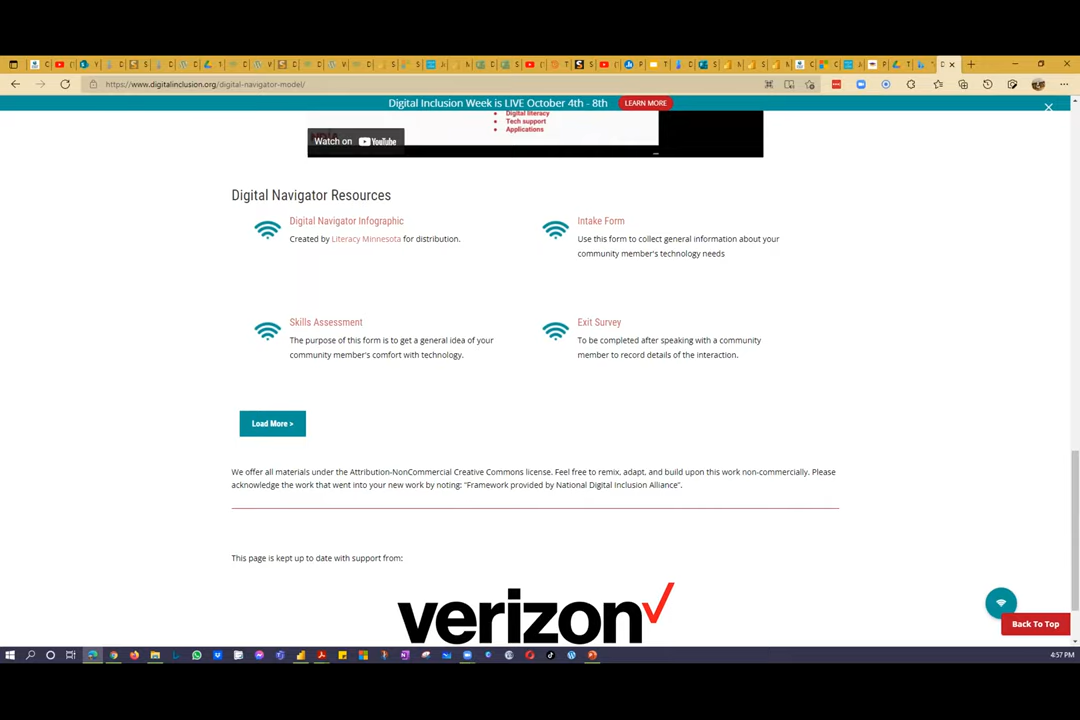 https://www.digitalinclusion.org/digital-navigator-model/
Digital Inclusion Week is LIVE October 4th - 8th LEARN MORE
Digital literacy
Tech support
Applications
Watch on YouTube
Digital Navigator Resources
Digital Navigator Infographic
Created by Literacy Minnesota for distribution.
Intake Form
Use this form to collect general information about your
community member's technology needs
Skills Assessment
The purpose of this form is to get a general idea of your
community member's comfort with technology.
Exit Survey
To be completed after speaking with a community
member to record details of the interaction.
Load More >
We offer all materials under the Attribution-NonCommercial Creative Commons license. Feel free to remix, adapt, and build upon this work non-commercially. Please
acknowledge the work that went into your new work by noting: “Framework provided by National Digital Inclusion Alliance”.
This page is kept up to date with support from:
verizon
Back To Top
4:57 PM